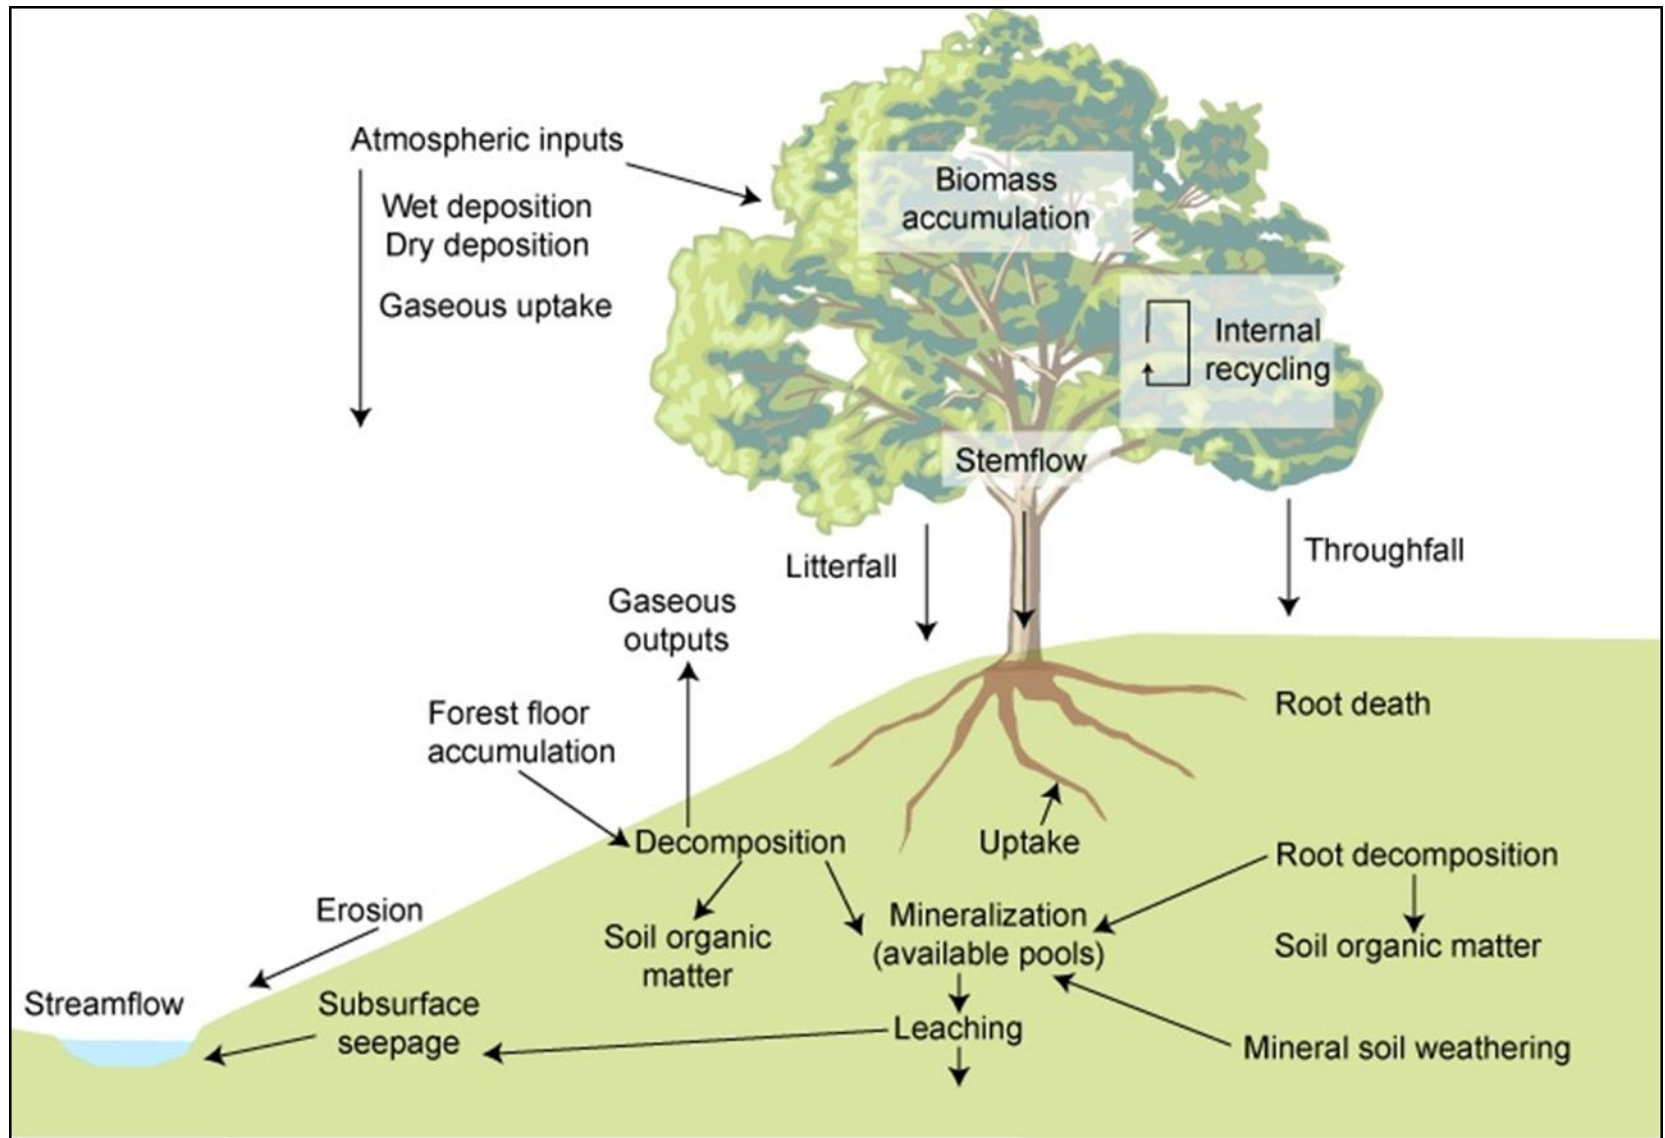 Atmospheric inputs
Wet deposition
Dry deposition
Gaseous uptake
Biomass
accumulation
Internal
recycling
Stemflow
Litterfall
Throughfall
Gaseous
outputs
Forest floor
accumulation
Root death
Decomposition
Uptake
Root decomposition
Erosion
Soil organic
matter
Mineralization
(available pools)
Soil organic matter
Streamflow
Subsurface
seepage
Leaching
Mineral soil weathering